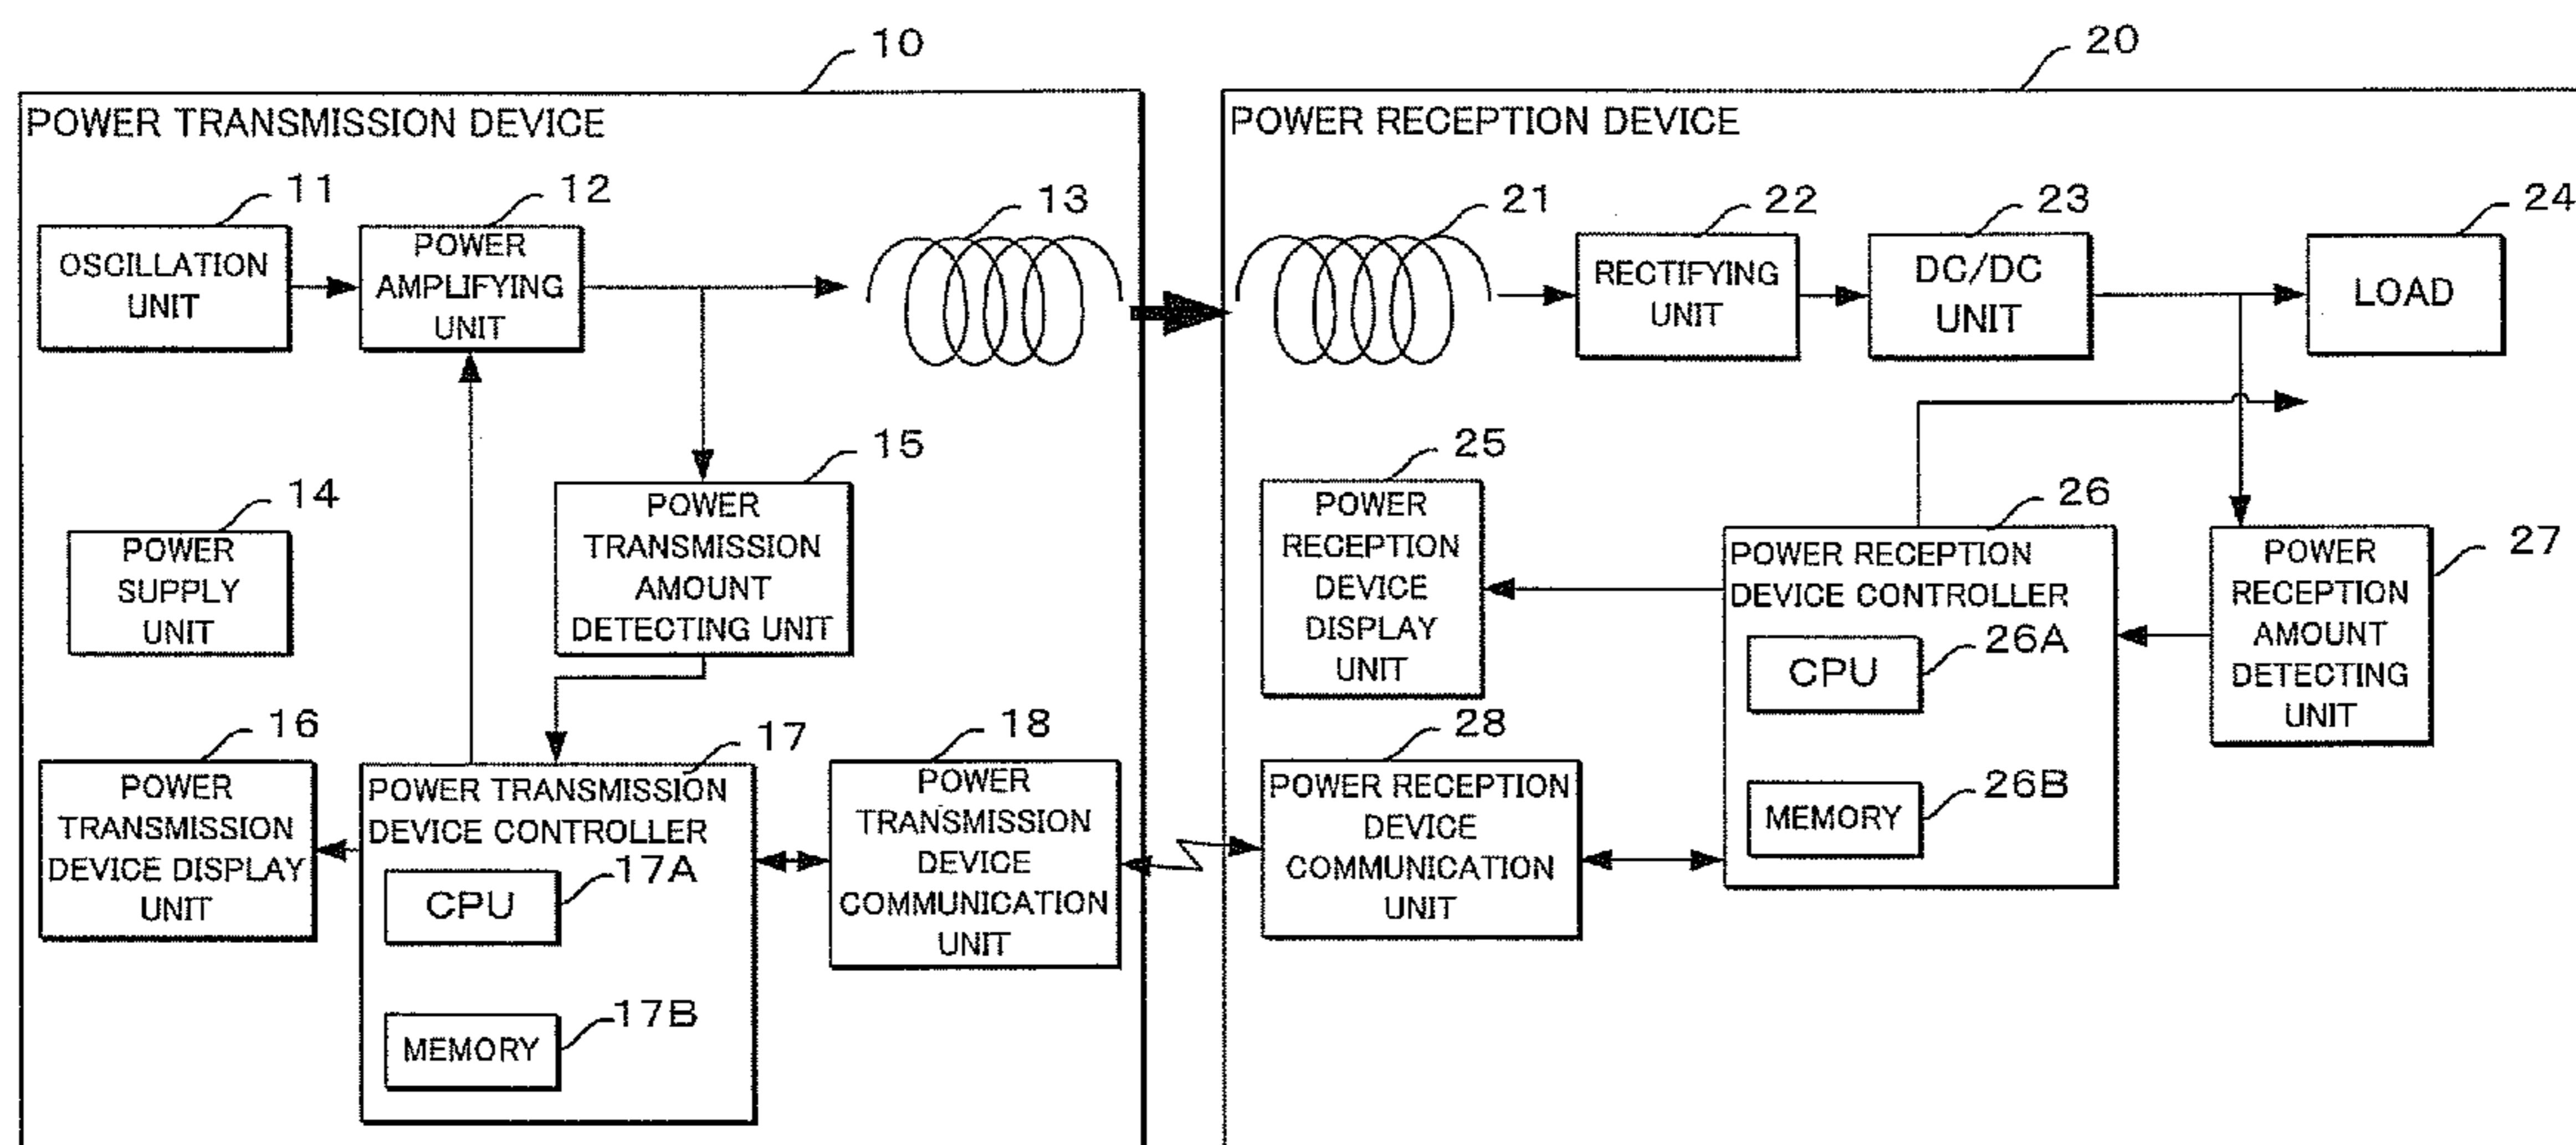 10
20
POWER TRANSMISSION DEVICE
11
OSCILLATION
UNIT
12
POWER
AMPLIFYING
UNIT
13
14
POWER
SUPPLY
UNIT
15
POWER
TRANSMISSION
AMOUNT
DETECTING UNIT
16
POWER
TRANSMISSION
DEVICE DISPLAY
UNIT
17
POWER TRANSMISSION
DEVICE CONTROLLER
17A
CPU
17B
MEMORY
18
POWER
TRANSMISSION
DEVICE
COMMUNICATION
UNIT
POWER RECEPTION DEVICE
21
22
RECTIFYING
UNIT
23
DC/DC
UNIT
24
LOAD
25
POWER
RECEPTION
DEVICE
DISPLAY
UNIT
26
POWER RECEPTION
DEVICE CONTROLLER
26A
CPU
26B
MEMORY
27
POWER
RECEPTION
AMOUNT
DETECTING
UNIT
28
POWER RECEPTION
DEVICE
COMMUNICATION
UNIT